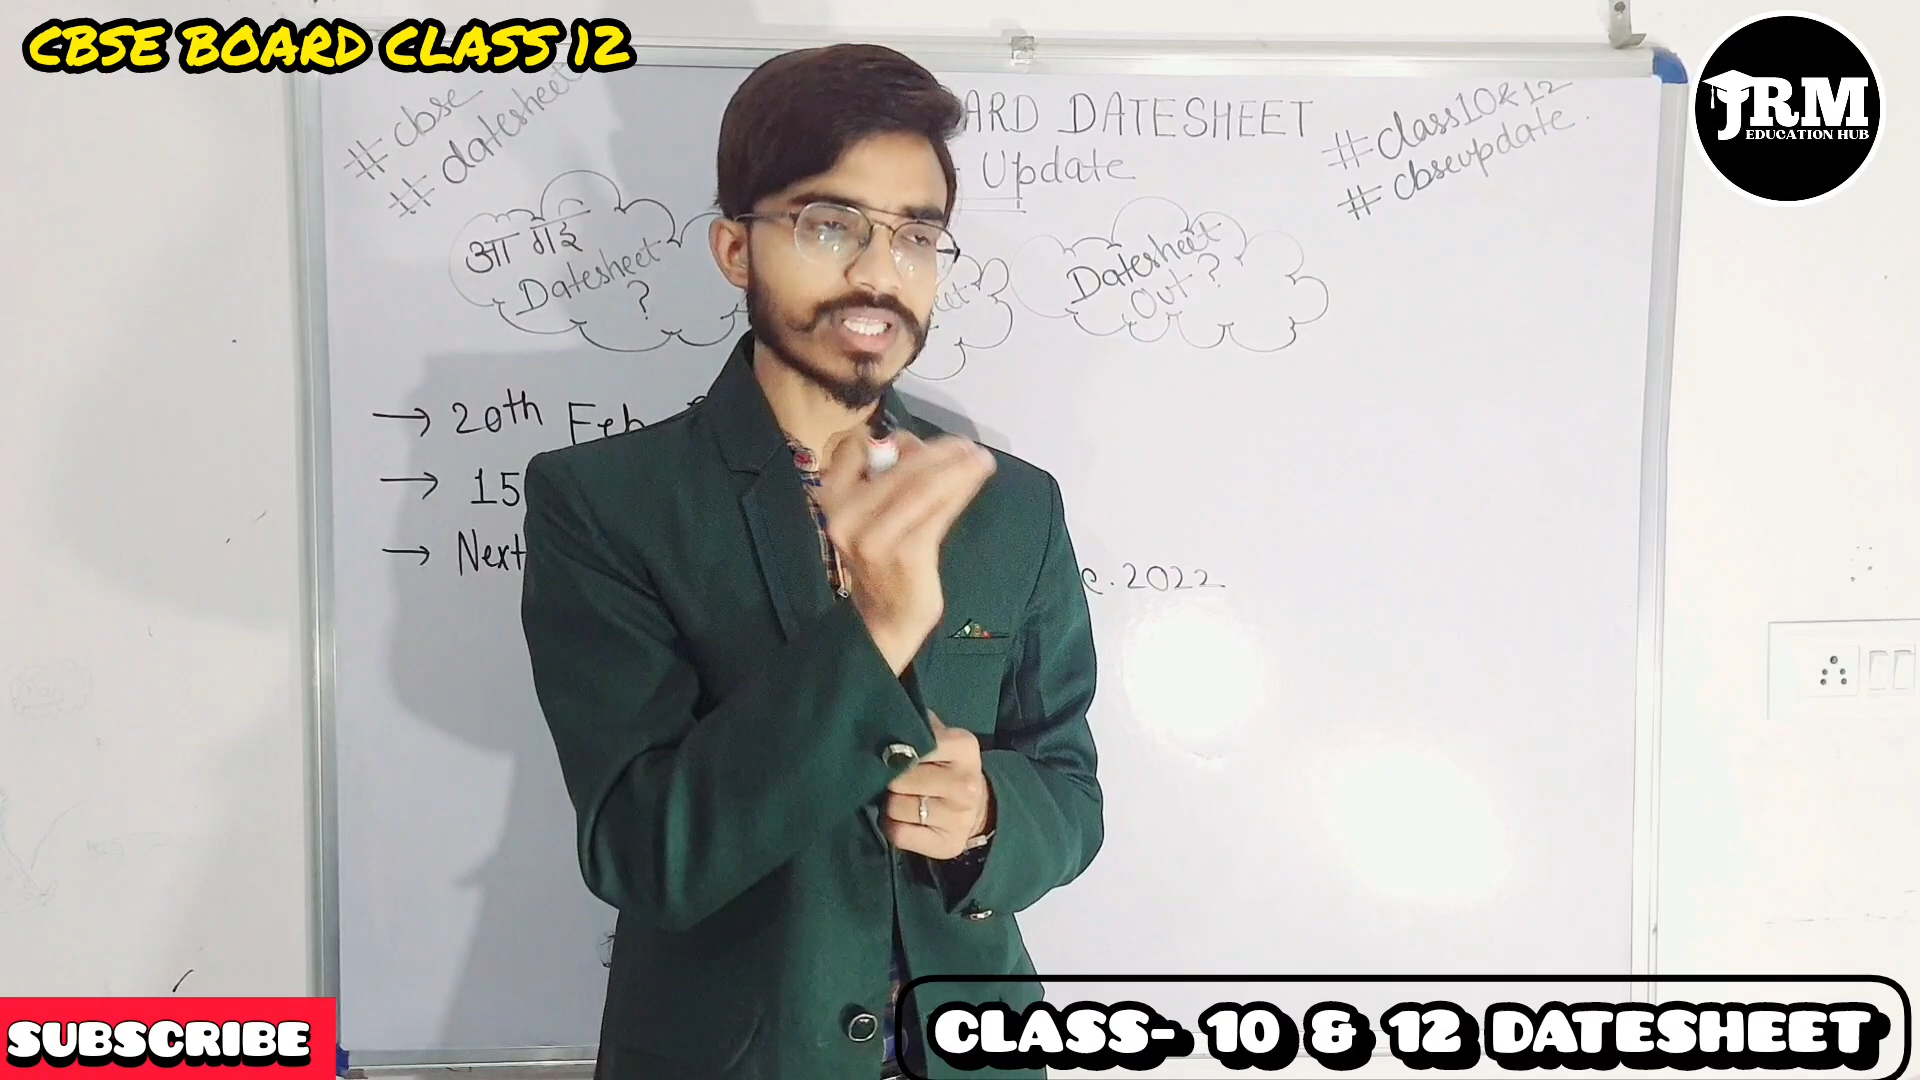 CBSE BOARD CLASS 12
JRM
EDUCATION HUB
#cbse
#datesheet
ARD DATESHEET
Update
#class10&12
#cbseupdate.
आ गई
Datesheet
?
eet
Datesheet
Out ?
→ 20th Feb
→ 15
→ Next
c. 2022
SUBSCRIBE
CLASS- 10 & 12 DATESHEET